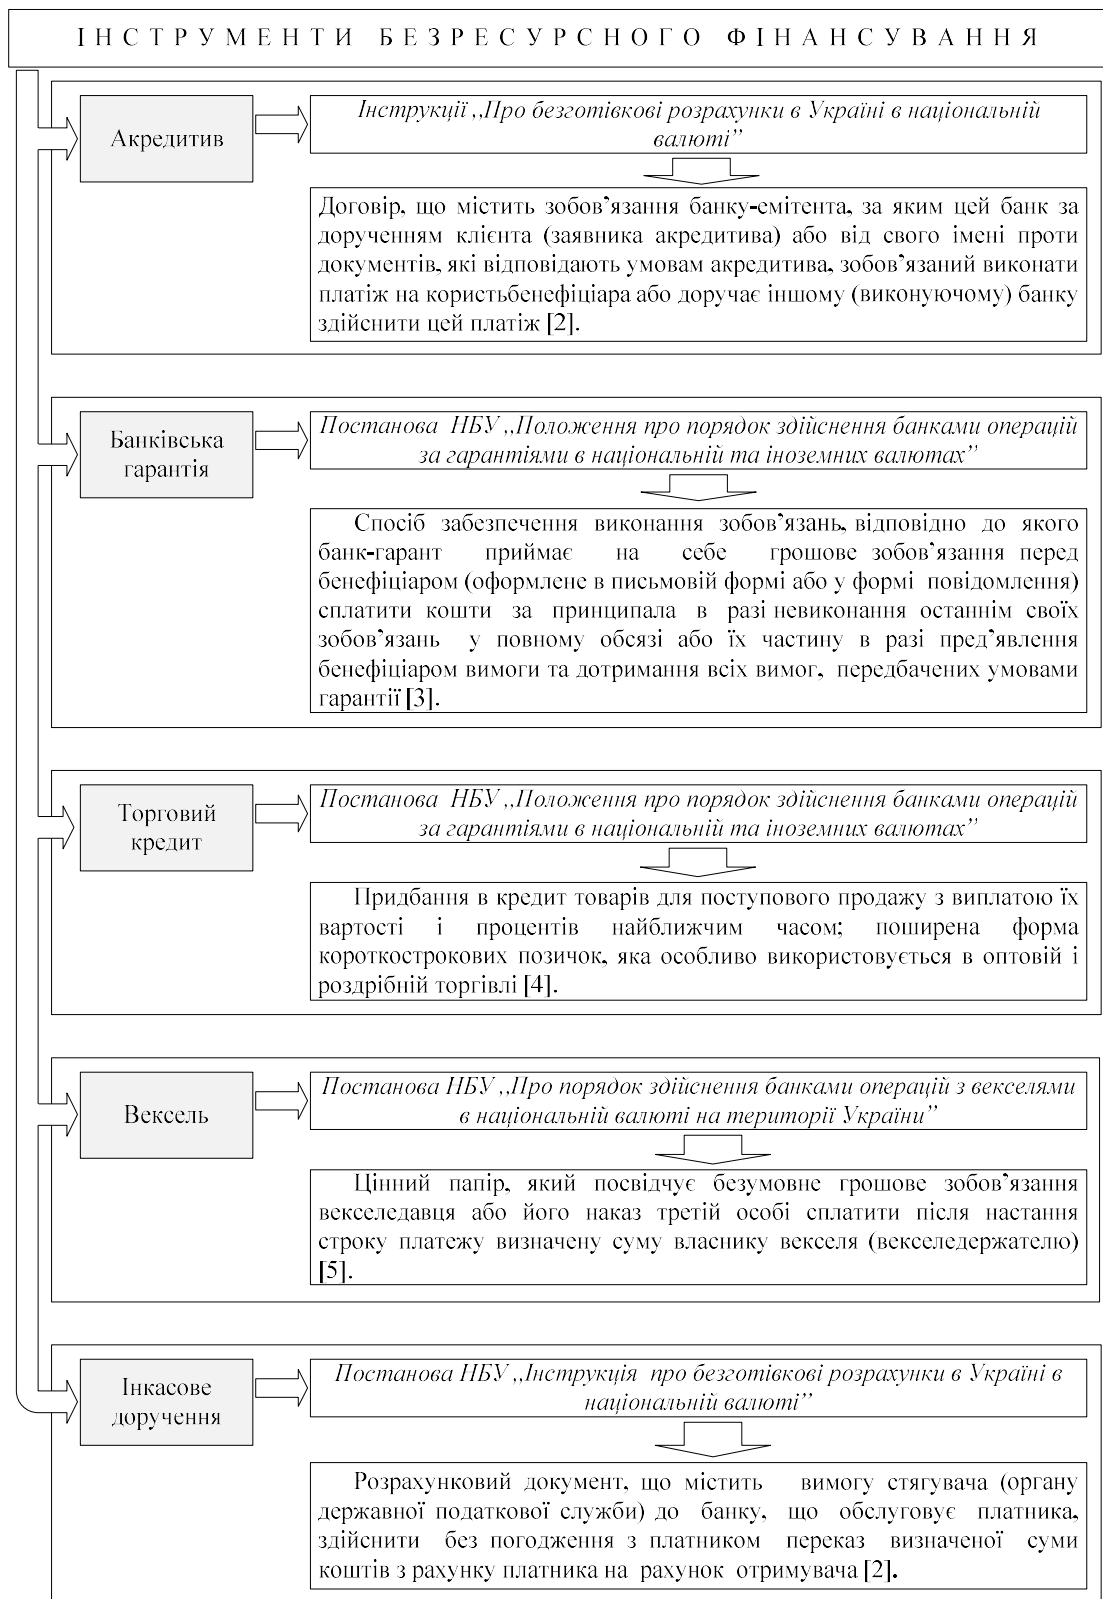 ІНСТРУМЕНТИ БЕЗРЕСУРСНОГО ФІНАНСУВАННЯ
Акредитив
Інструкції ,,Про безготівкові розрахунки в Україні в національній
валюті”
Договір, що містить зобов’язання банку-емітента, за яким цей банк за
дорученням клієнта (заявника акредитива) або від свого імені проти
документів, які відповідають умовам акредитива, зобов’язаний виконати
платіж на користьбенефіціара або доручає іншому (виконуючому) банку
здійснити цей платіж [2].
Банківська
гарантія
Постанова НБУ ,,Положення про порядок здійснення банками операцій
за гарантіями в національній та іноземних валютах”
Спосіб забезпечення виконання зобов’язань, відповідно до якого
банк-гарант приймає на себе грошове зобов’язання перед
бенефіціаром (оформлене в письмовій формі або у формі повідомлення)
сплатити кошти за принципала в разі невиконання останнім своїх
зобов’язань у повному обсязі або їх частину в разі пред’явлення
бенефіціаром вимоги та дотримання всіх вимог, передбачених умовами
гарантії [3].
Торговий
кредит
Постанова НБУ ,,Положення про порядок здійснення банками операцій
за гарантіями в національній та іноземних валютах”
Придбання в кредит товарів для поступового продажу з виплатою їх
вартості і процентів найближчим часом; поширена форма
короткострокових позичок, яка особливо використовується в оптовій і
роздрібній торгівлі [4].
Вексель
Постанова НБУ ,,Про порядок здійснення банками операцій з векселями
в національній валюті на території України”
Цінний папір, який посвідчує безумовне грошове зобов’язання
векселедавця або його наказ третій особі сплатити після настання
строку платежу визначену суму власнику векселя (векселедержателю)
[5].
Інкасове
доручення
Постанова НБУ ,,Інструкція про безготівкові розрахунки в Україні в
національній валюті”
Розрахунковий документ, що містить вимогу стягувача (органу
державної податкової служби) до банку, що обслуговує платника,
здійснити без погодження з платником переказ визначеної суми
коштів з рахунку платника на рахунок отримувача [2].